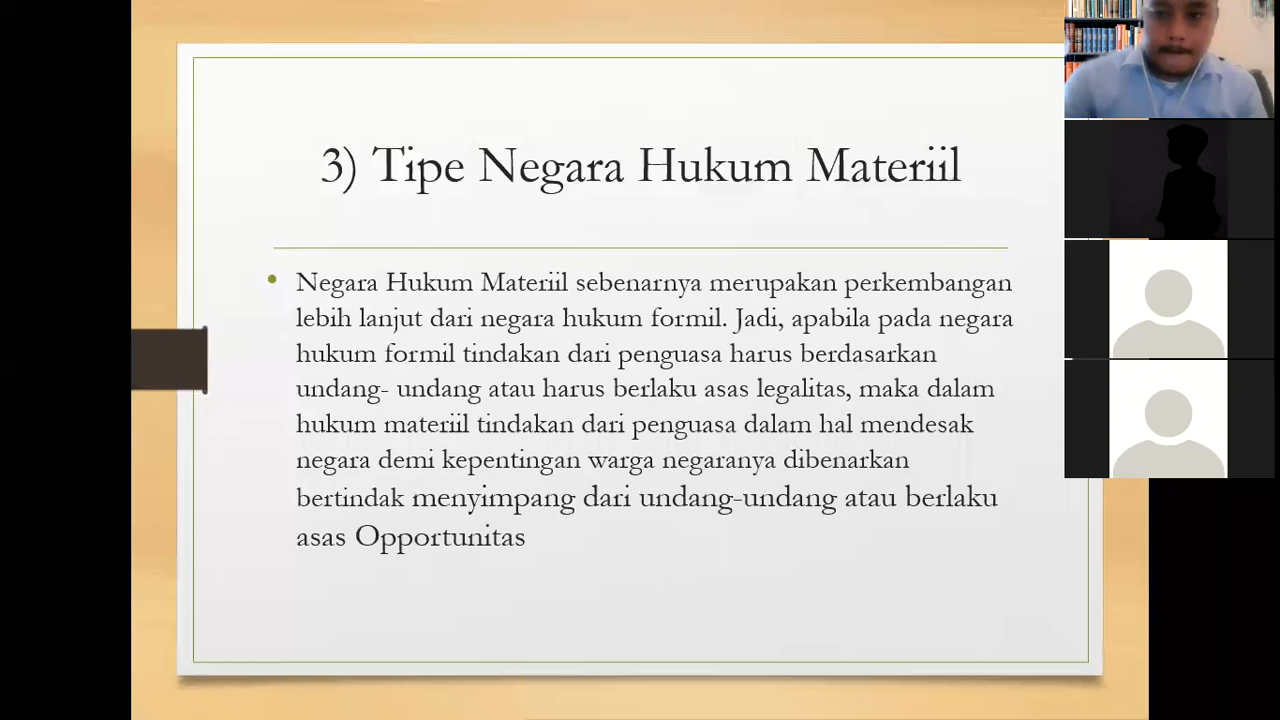 3) Tipe Negara Hukum Materiil
• Negara Hukum Materiil sebenarnya merupakan perkembangan
lebih lanjut dari negara hukum formil. Jadi, apabila pada negara
hukum formil tindakan dari penguasa harus berdasarkan
undang- undang atau harus berlaku asas legalitas, maka dalam
hukum materiil tindakan dari penguasa dalam hal mendesak
negara demi kepentingan warga negaranya dibenarkan
bertindak menyimpang dari undang-undang atau berlaku
asas Opportunitas